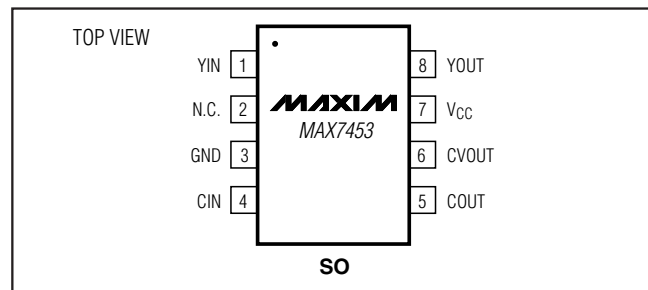 TOP VIEW
YIN 1
N.C. 2
GND 3
CIN 4
MAXIM
MAX7453
8 YOUT
7 VCC
6 CVOUT
5 COUT
SO